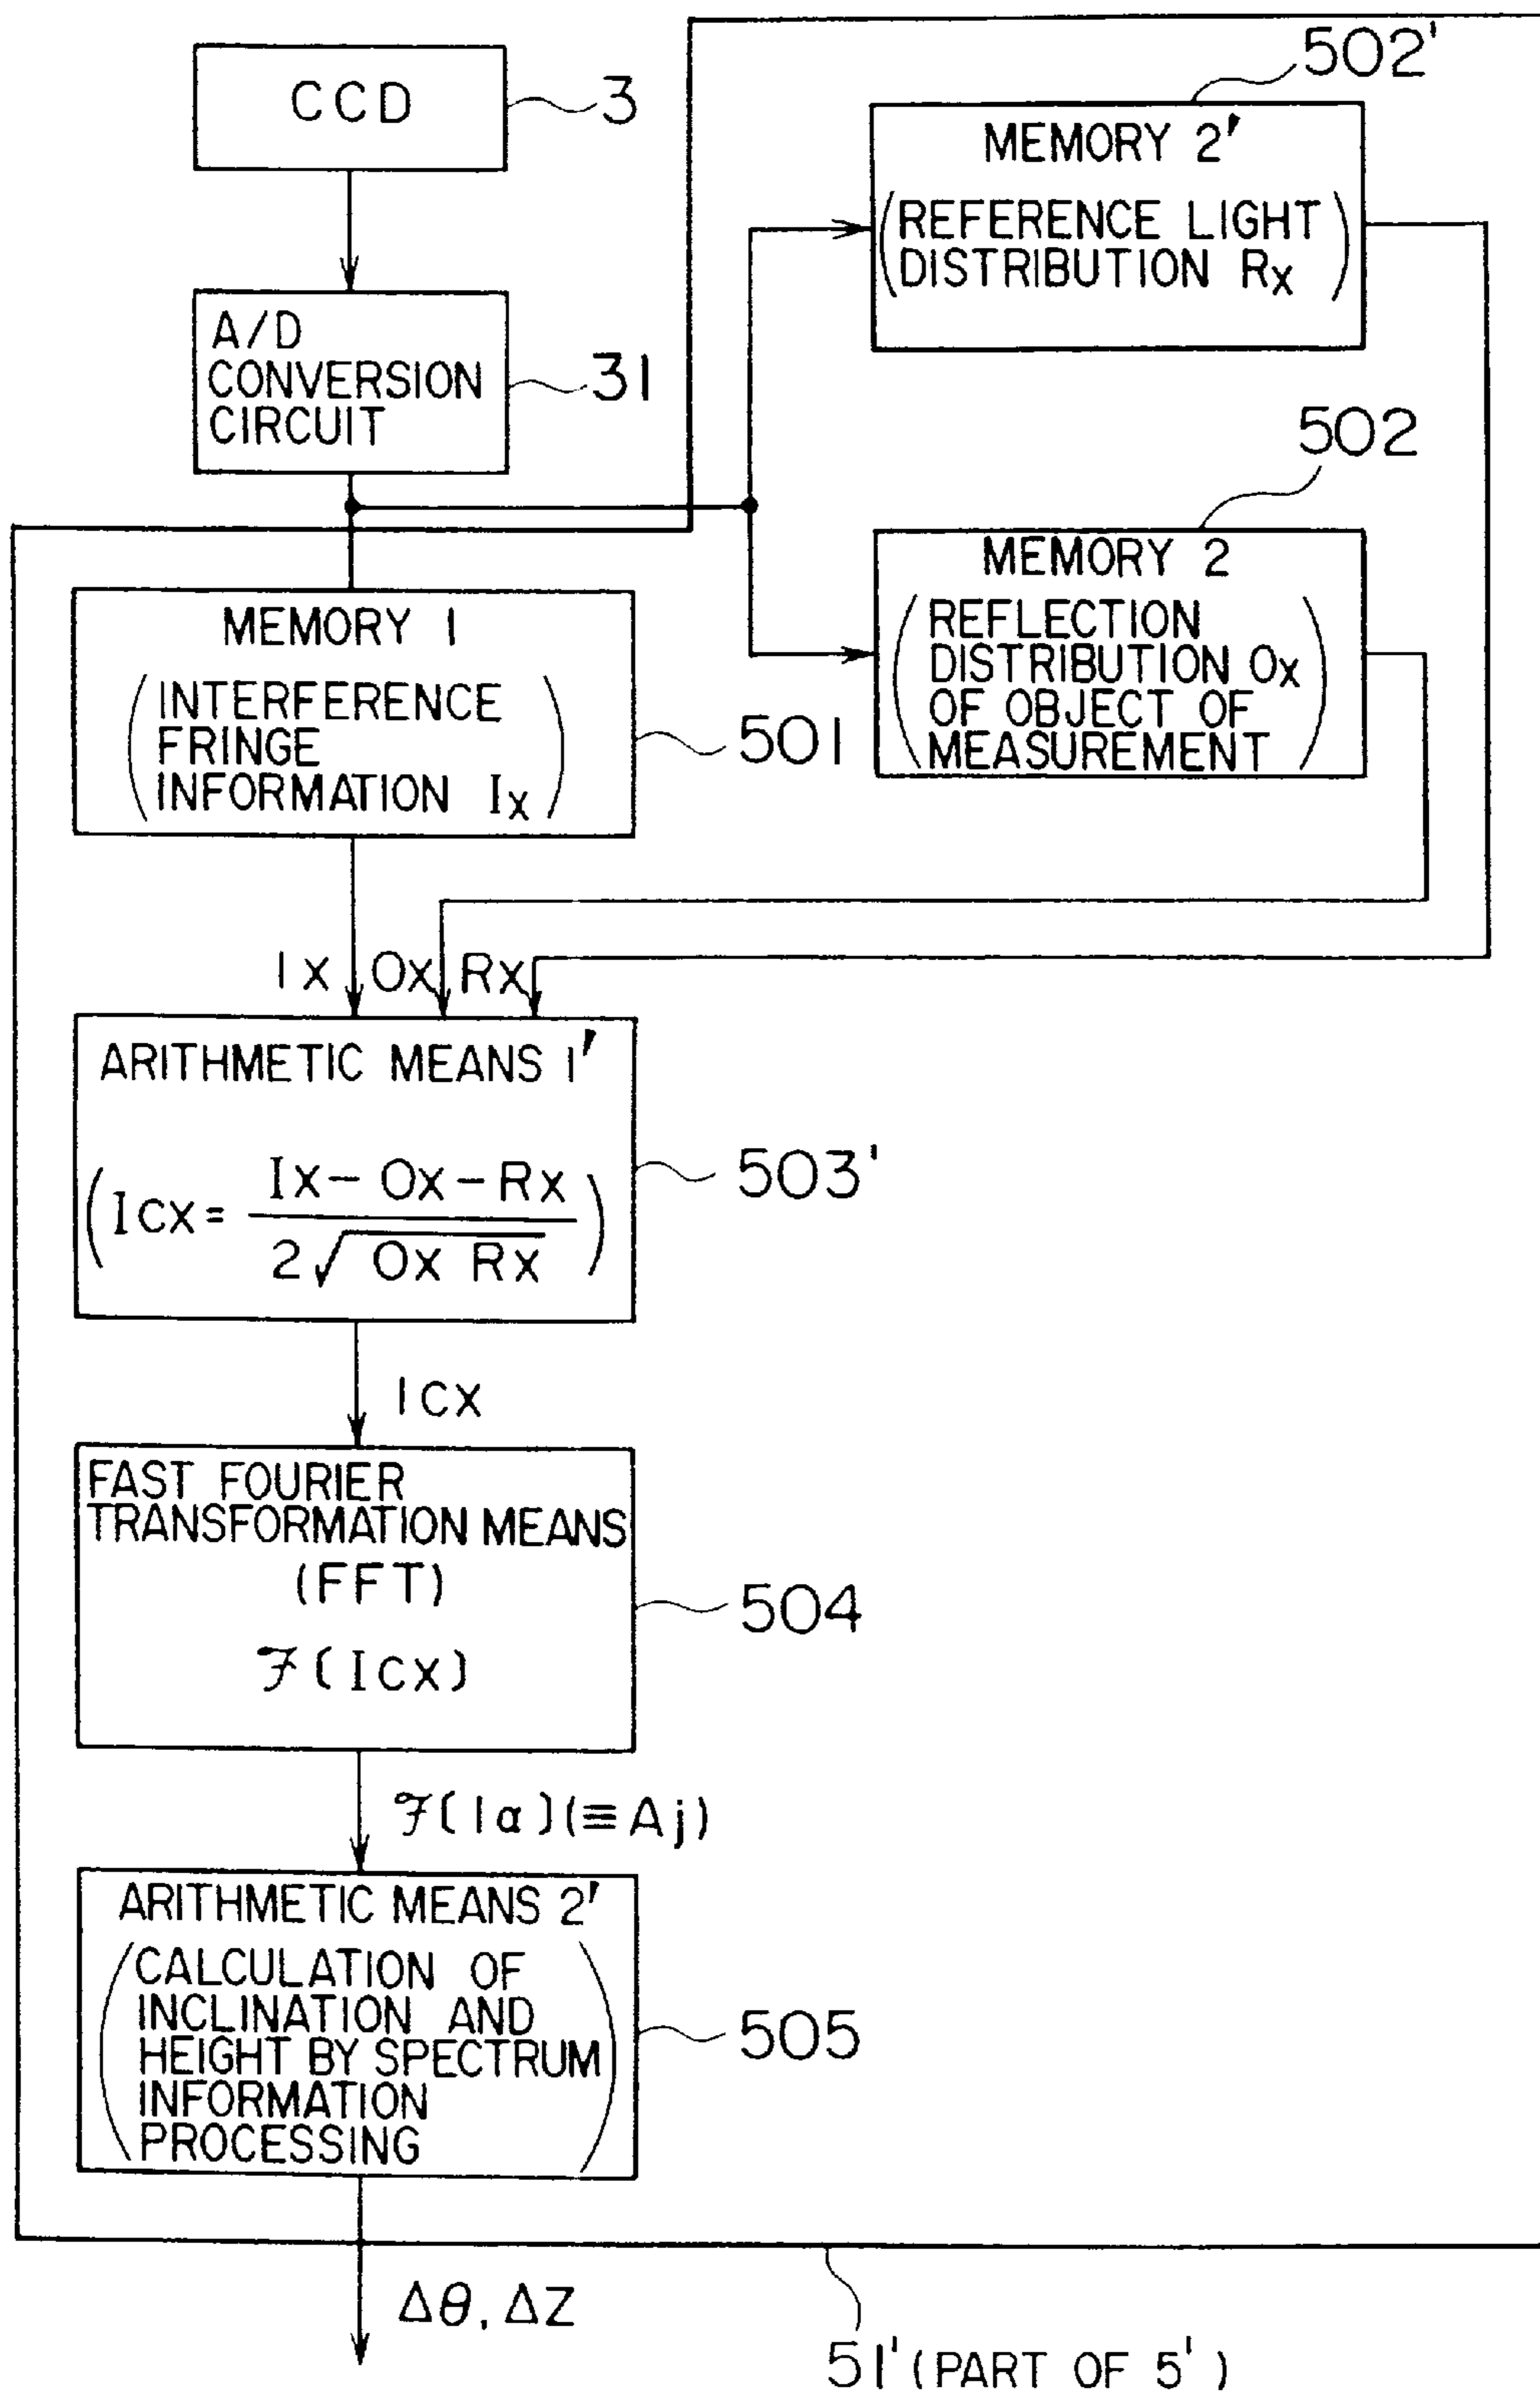 CCD
3
A/D
CONVERSION
CIRCUIT
31
502'
MEMORY 2'
(REFERENCE LIGHT
DISTRIBUTION Rx)
502
MEMORY 2
(REFLECTION
DISTRIBUTION Ox
OF OBJECT OF
MEASUREMENT)
MEMORY 1
(INTERFERENCE
FRINGE
INFORMATION Ix)
501
Ix Ox Rx
ARITHMETIC MEANS 1'
(Icx = (Ix - Ox - Rx) / 2√(Ox Rx))
503'
Icx
FAST FOURIER
TRANSFORMATION MEANS
(FFT)
ℱ(Icx)
504
ℱ(Iα)(≡Aj)
ARITHMETIC MEANS 2'
(CALCULATION OF
INCLINATION AND
HEIGHT BY SPECTRUM
INFORMATION
PROCESSING)
505
Δθ, ΔZ
51' (PART OF 5')